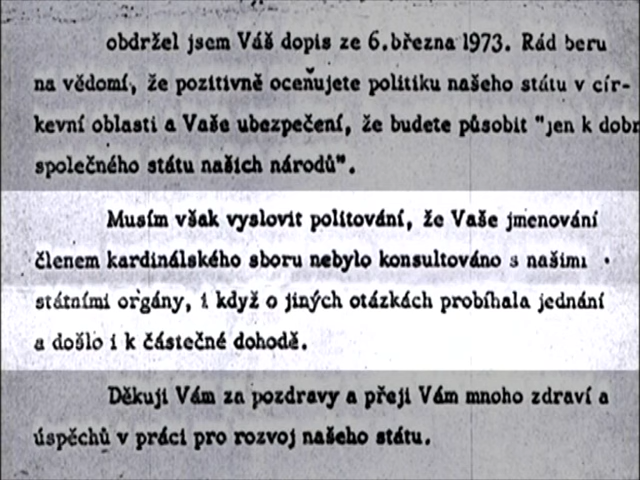 obdržel jsem Váš dopis ze 6.března 1973. Rád beru
na vědomí, že pozitivně oceňujete politiku našeho státu v cír-
kevní oblasti a Vaše ubezpečení, že budete působit "jen k dobr
společného státu našich národů".
Musím však vyslovit politování, že Vaše jmenování
členem kardinálského sboru nebylo konsultováno s našimi
státními orgány, i když o jiných otázkách probíhala jednání
a došlo i k částečné dohodě.
Děkuji Vám za pozdravy a přeji Vám mnoho zdraví a
úspěchů v práci pro rozvoj našeho státu.